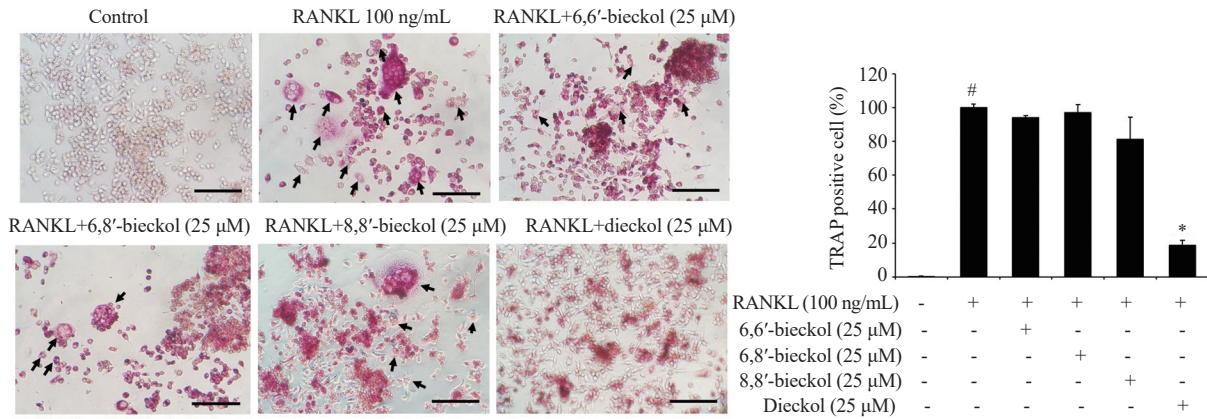 Control
RANKL 100 ng/mL
RANKL+6,6′-bieckol (25 μM)
RANKL+6,8′-bieckol (25 μM)
RANKL+8,8′-bieckol (25 μM)
RANKL+dieckol (25 μM)
TRAP positive cell (%)
120
100
80
60
40
20
0
#
*
RANKL (100 ng/mL) - + + + + +
6,6′-bieckol (25 μM) - - + - - -
6,8′-bieckol (25 μM) - - - + - -
8,8′-bieckol (25 μM) - - - - + -
Dieckol (25 μM) - - - - - +